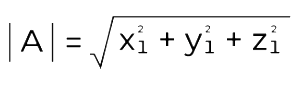 |A| = √(x₁² + y₁² + z₁²)